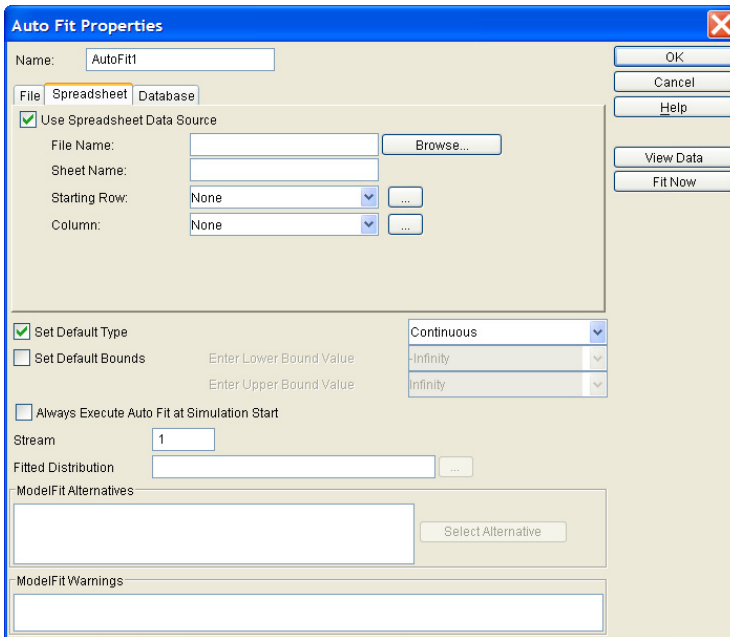 Auto Fit Properties
Name: AutoFit1
OK
Cancel
Help
View Data
Fit Now
File Spreadsheet Database
Use Spreadsheet Data Source
File Name: Browse...
Sheet Name:
Starting Row: None ...
Column: None ...
Set Default Type Continuous
Set Default Bounds Enter Lower Bound Value -Infinity
Enter Upper Bound Value Infinity
Always Execute Auto Fit at Simulation Start
Stream 1
Fitted Distribution ...
ModelFit Alternatives
Select Alternative
ModelFit Warnings